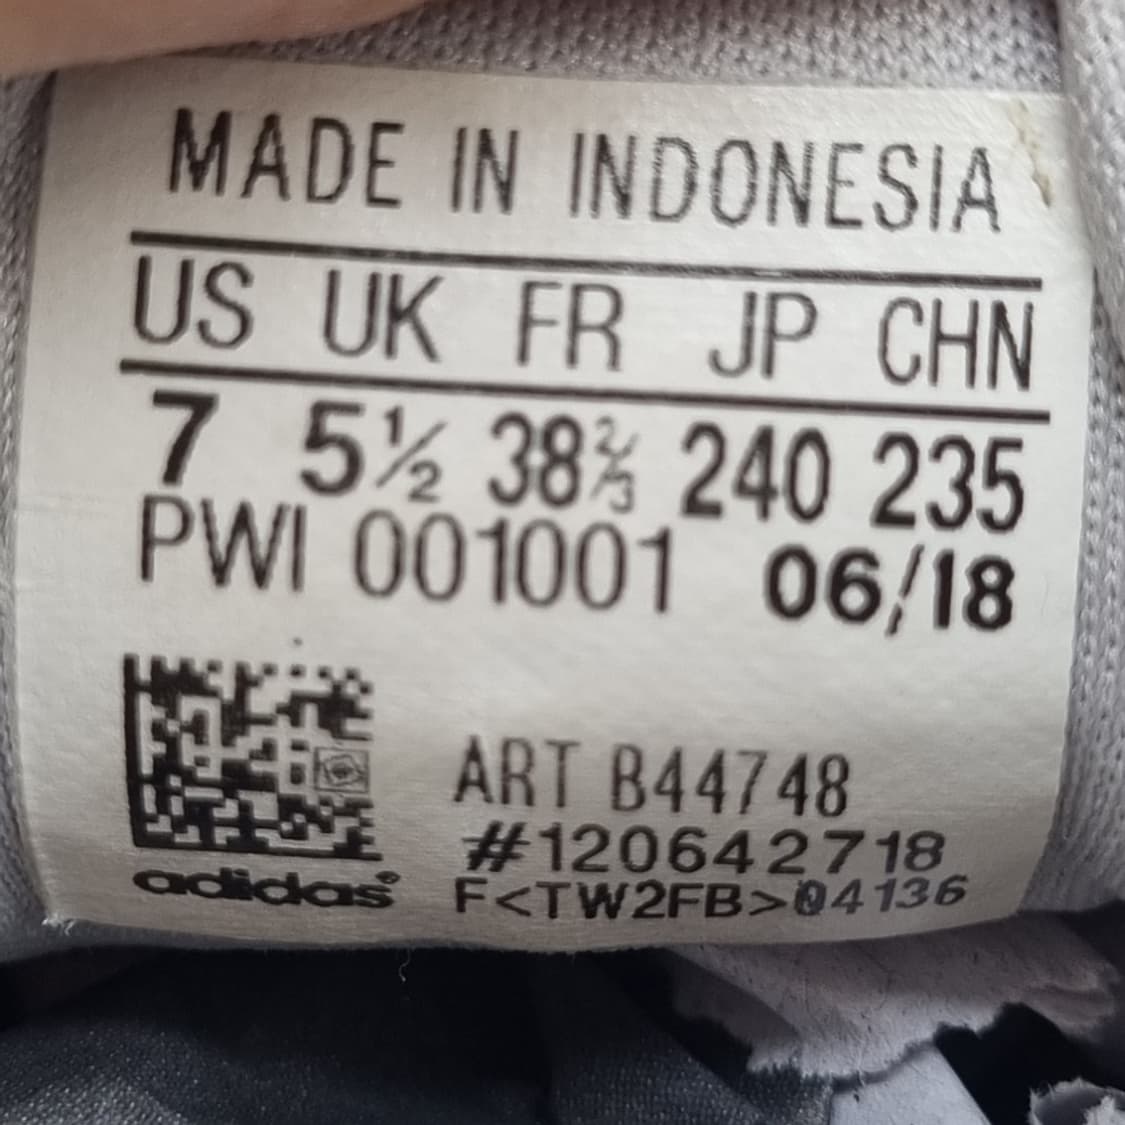 MADE IN INDONESIA
US UK FR JP CHN
7 5½ 38⅔ 240 235
PWI 001001 06/18
ART B44748
#120642718
F<TW2FB>04136
adidas®